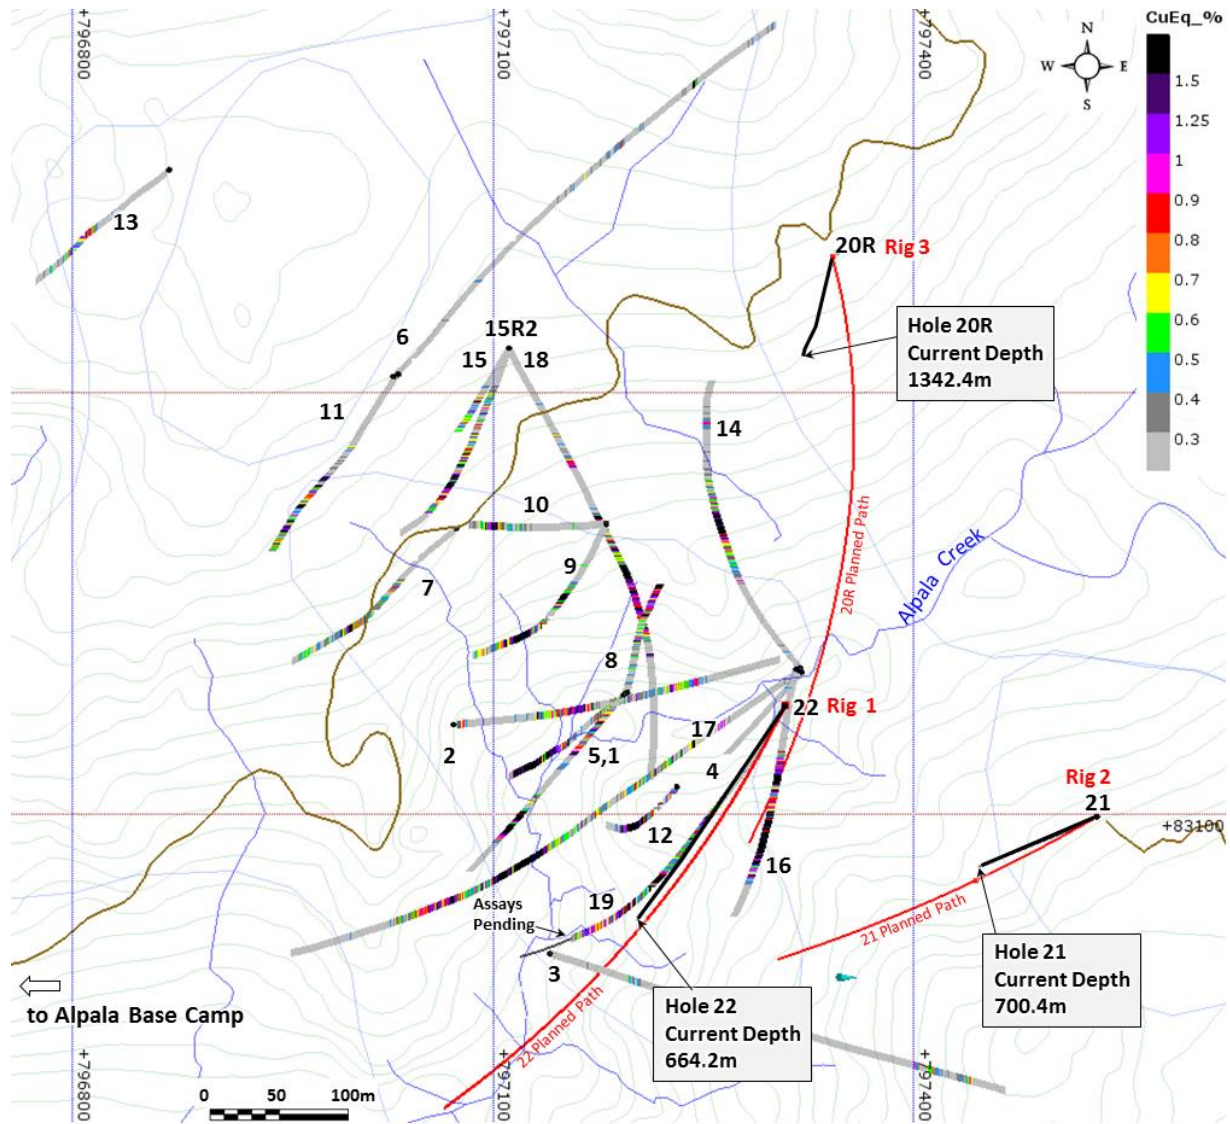 +796800
+797100
+797400
CuEq_%
N
W E
S
1.5
1.25
1
0.9
0.8
0.7
0.6
0.5
0.4
0.3
13
20R Rig 3
6
15R2
15 18
Hole 20R
Current Depth
1342.4m
11
14
10
20R Planned Path
9
7
Alpala Creek
8
2
5,1
17
22 Rig 1
4
Rig 2
21
+83100
12
16
19
Assays
Pending
21 Planned Path
3
Hole 21
Current Depth
700.4m
to Alpala Base Camp
22 Planned Path
Hole 22
Current Depth
664.2m
0 50 100m
+796800
+797100
+797400